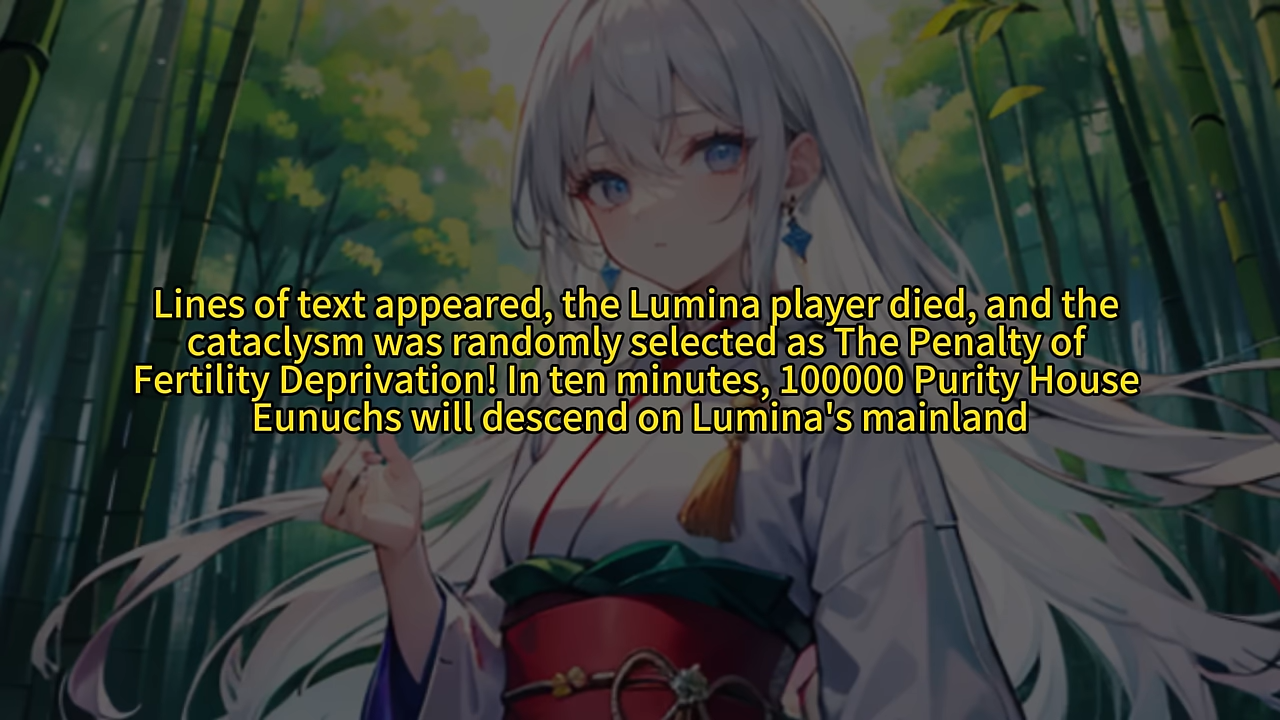 Lines of text appeared, the Lumina player died, and the
cataclysm was randomly selected as The Penalty of
Fertility Deprivation! In ten minutes, 100000 Purity House
Eunuchs will descend on Lumina's mainland